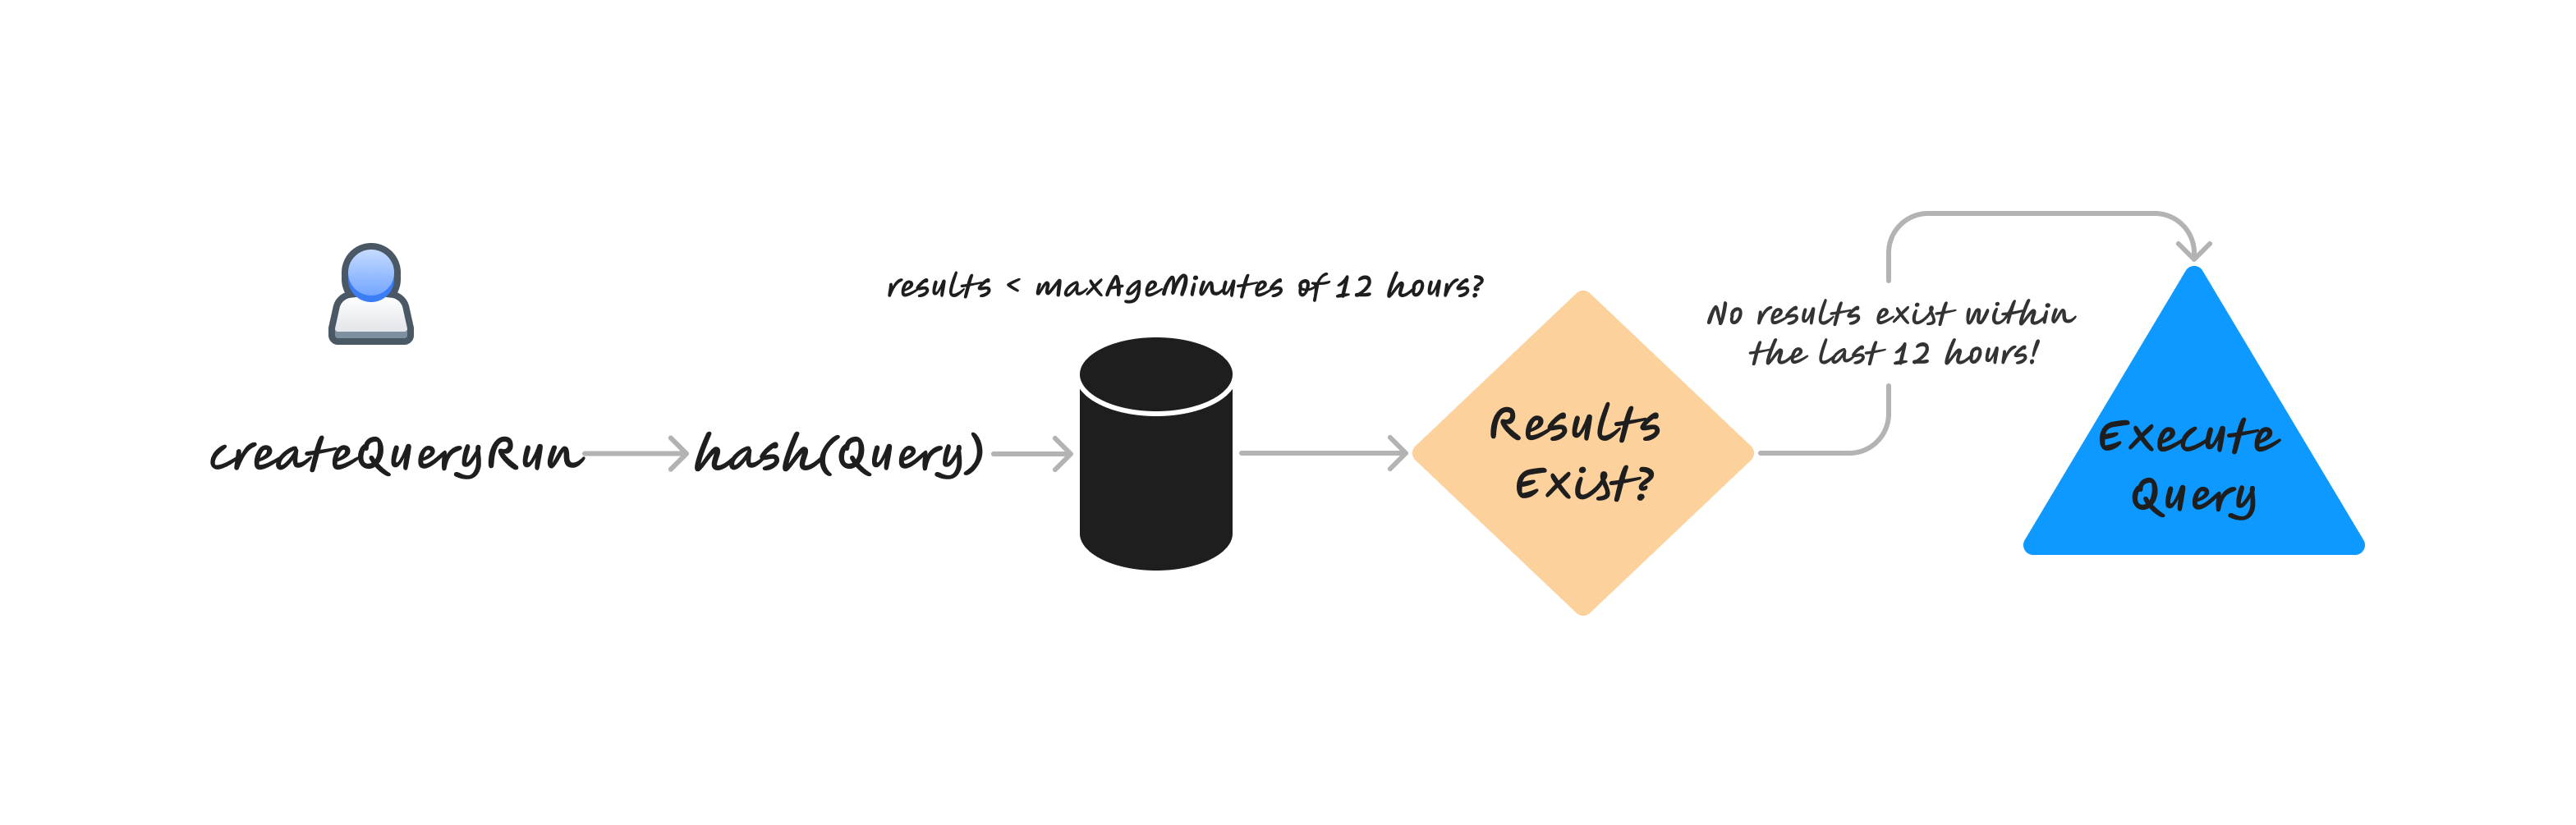 results < maxAgeMinutes of 12 hours?
createQueryRun
hash(Query)
Results
Exist?
No results exist within
the last 12 hours!
Execute
Query